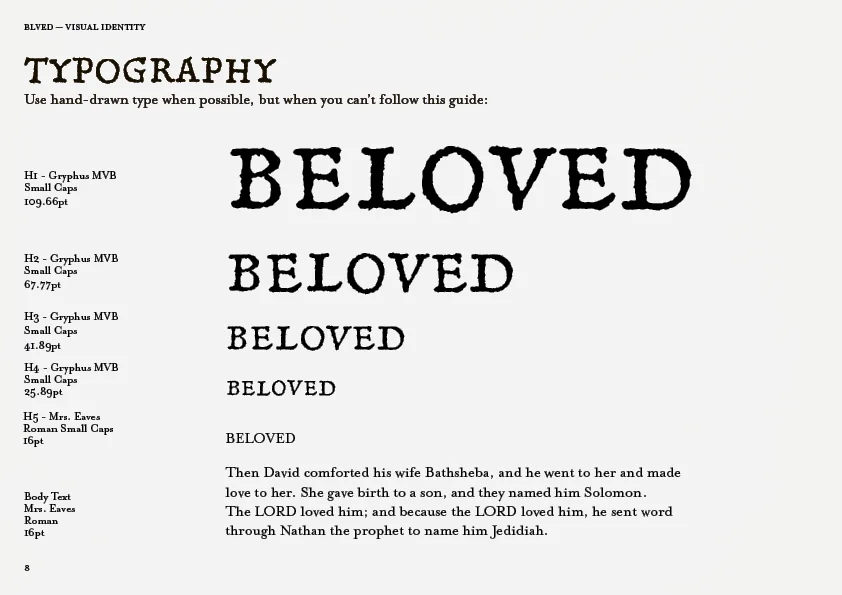 BLVED — VISUAL IDENTITY
TYPOGRAPHY
Use hand-drawn type when possible, but when you can't follow this guide:
H1 - Gryphus MVB
Small Caps
109.66pt
BELOVED
H2 - Gryphus MVB
Small Caps
67.77pt
BELOVED
H3 - Gryphus MVB
Small Caps
41.89pt
BELOVED
H4 - Gryphus MVB
Small Caps
25.89pt
BELOVED
H5 - Mrs. Eaves
Roman Small Caps
16pt
BELOVED
Body Text
Mrs. Eaves
Roman
16pt
Then David comforted his wife Bathsheba, and he went to her and made
love to her. She gave birth to a son, and they named him Solomon.
The LORD loved him; and because the LORD loved him, he sent word
through Nathan the prophet to name him Jedidiah.
8